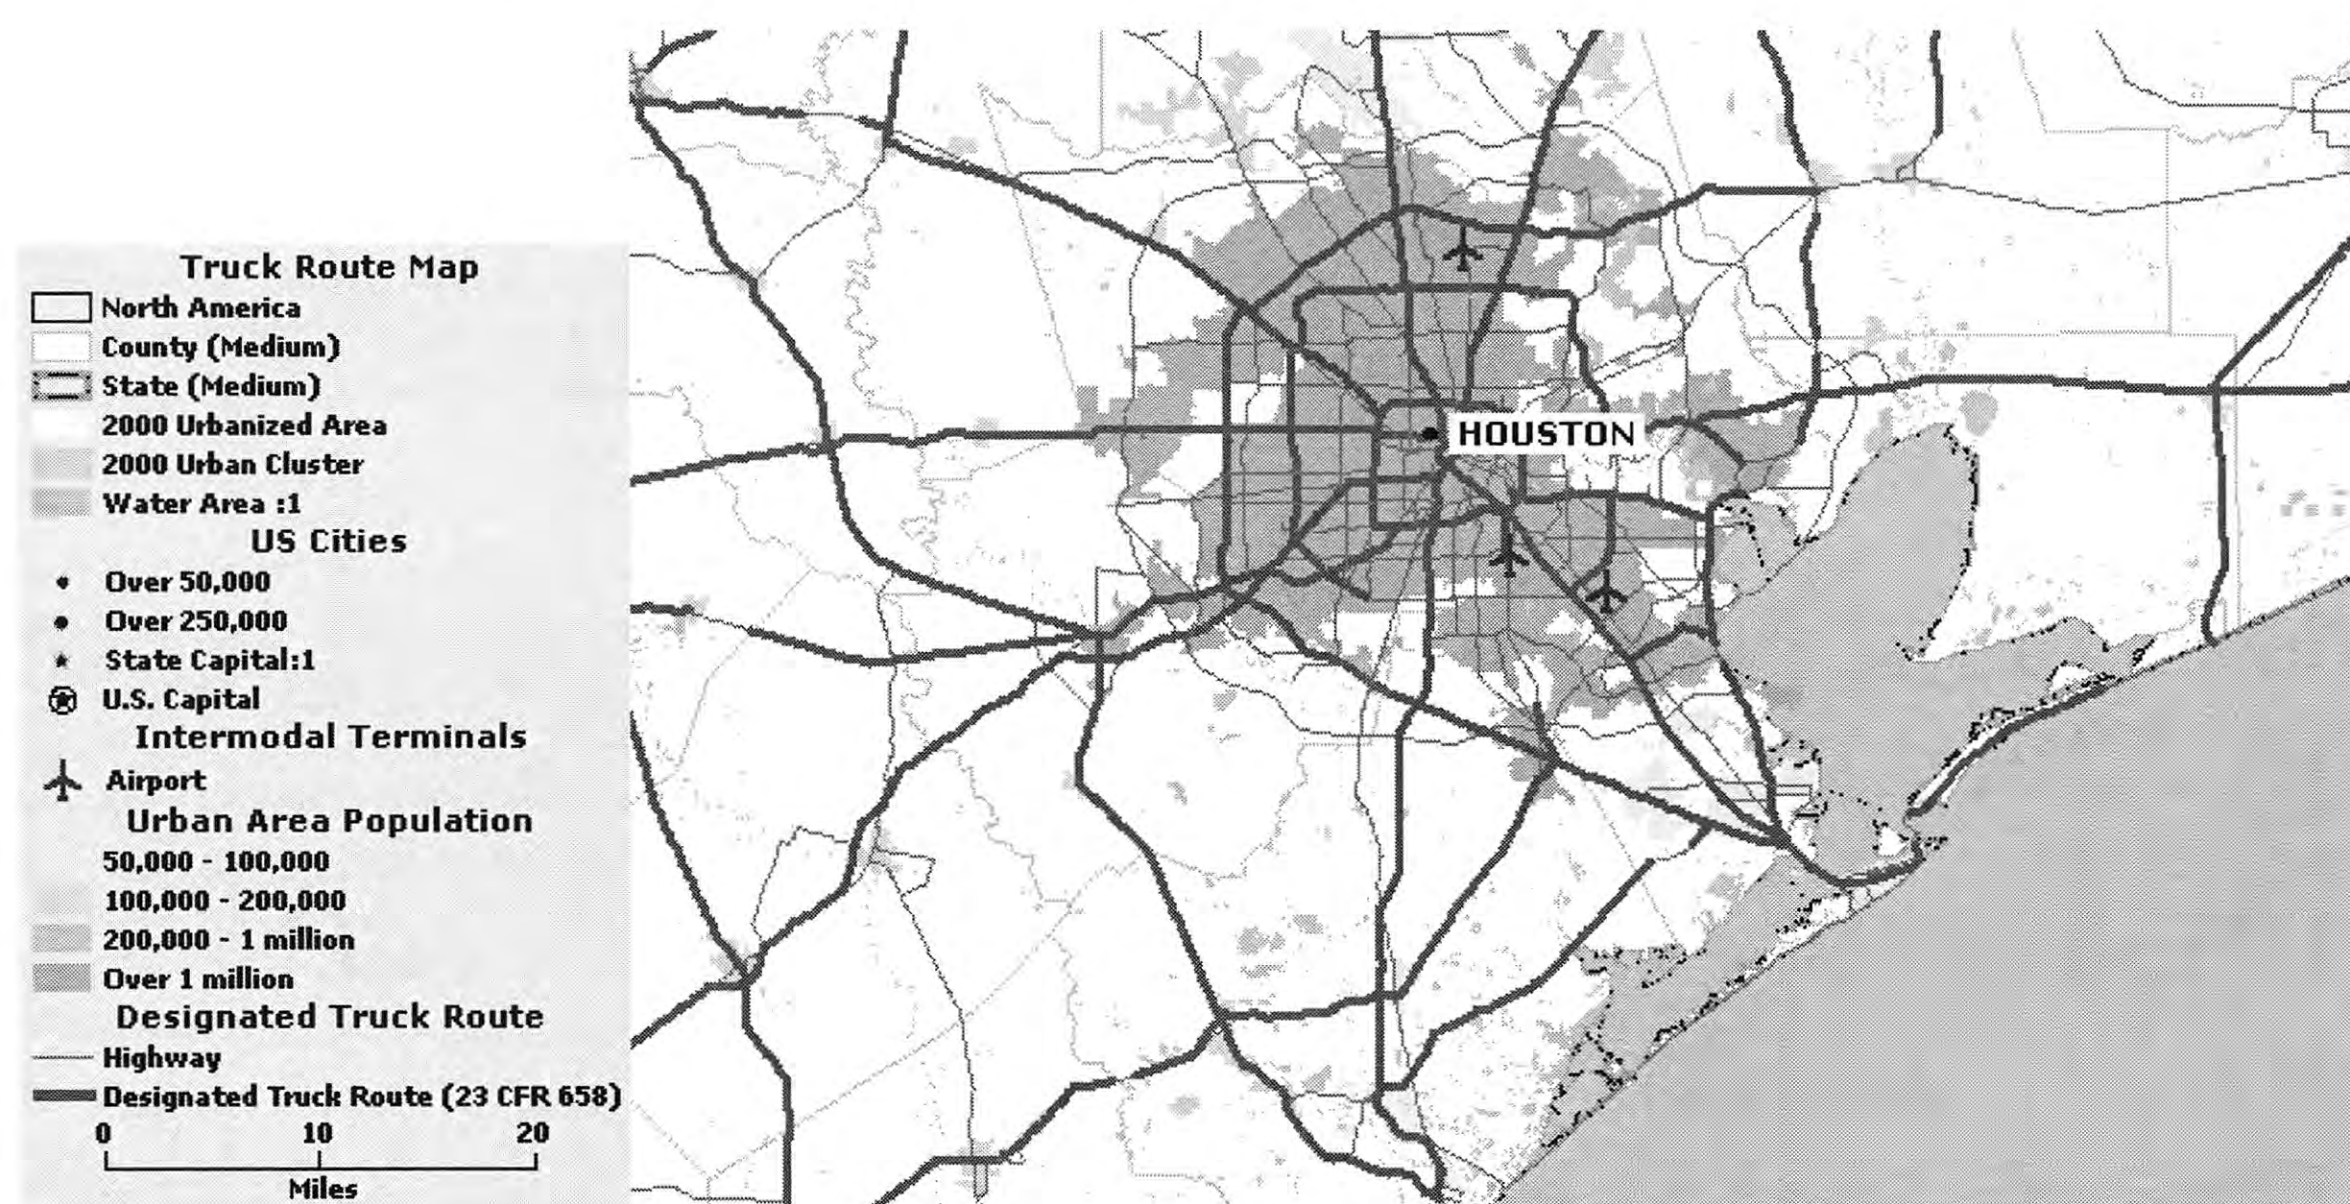 Truck Route Map
North America
County (Medium)
State (Medium)
2000 Urbanized Area
2000 Urban Cluster
Water Area :1
US Cities
Over 50,000
Over 250,000
State Capital:1
U.S. Capital
Intermodal Terminals
Airport
Urban Area Population
50,000 - 100,000
100,000 - 200,000
200,000 - 1 million
Over 1 million
Designated Truck Route
Highway
Designated Truck Route (23 CFR 658)
0 10 20
Miles
HOUSTON